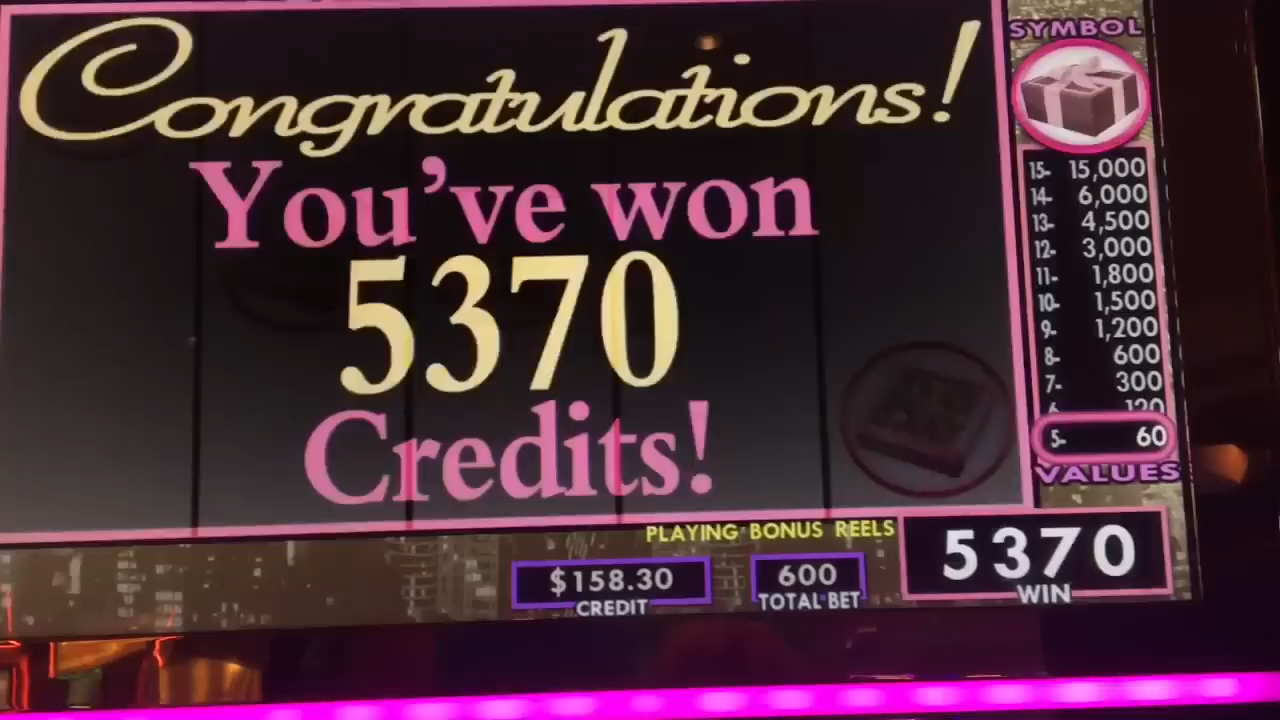 Congratulations!
You've won
5370
Credits!
SYMBOL
15- 15,000
14- 6,000
13- 4,500
12- 3,000
11- 1,800
10- 1,500
9- 1,200
8- 600
7- 300
6 120
5- 60
VALUES
PLAYING BONUS REELS
$158.30
CREDIT
600
TOTAL BET
5370
WIN